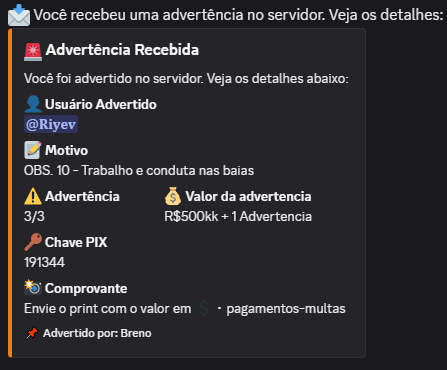 Você recebeu uma advertência no servidor. Veja os detalhes:
Advertência Recebida
Você foi advertido no servidor. Veja os detalhes abaixo:
Usuário Advertido
@Riyev
Motivo
OBS. 10 - Trabalho e conduta nas baias
Advertência
3/3
Valor da advertencia
R$500kk + 1 Advertencia
Chave PIX
191344
Comprovante
Envie o print com o valor em 💲・pagamentos-multas
Advertido por: Breno